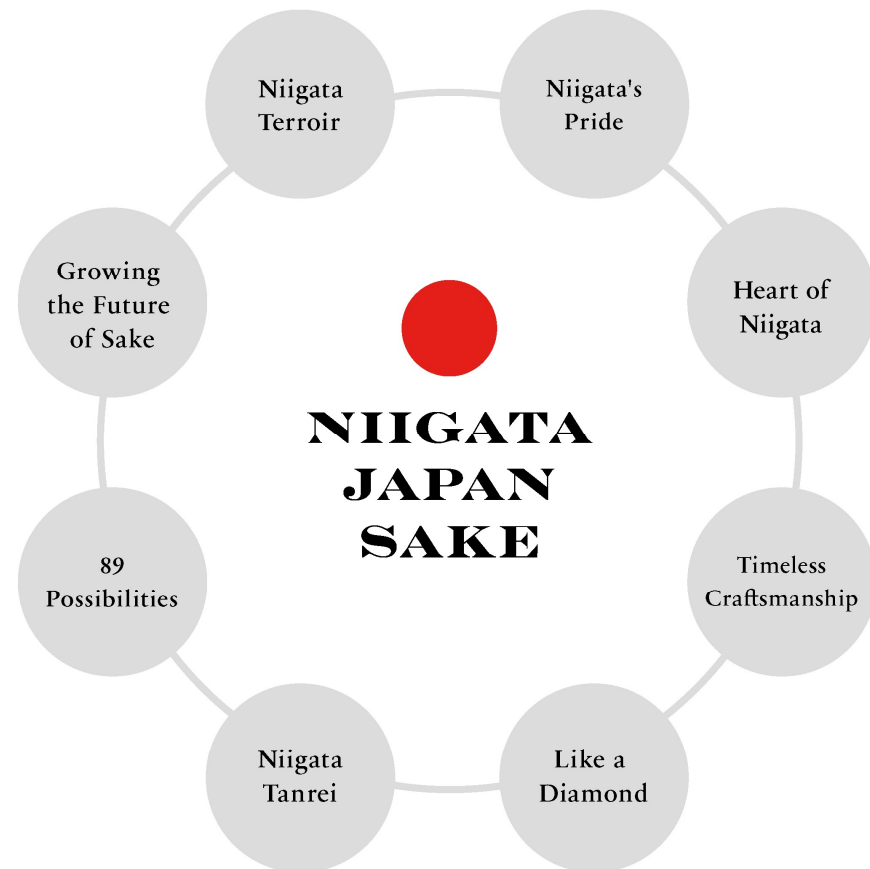 Niigata
Terroir
Niigata's
Pride
Growing
the Future
of Sake
Heart of
Niigata
NIIGATA
JAPAN
SAKE
89
Possibilities
Timeless
Craftsmanship
Niigata
Tanrei
Like a
Diamond